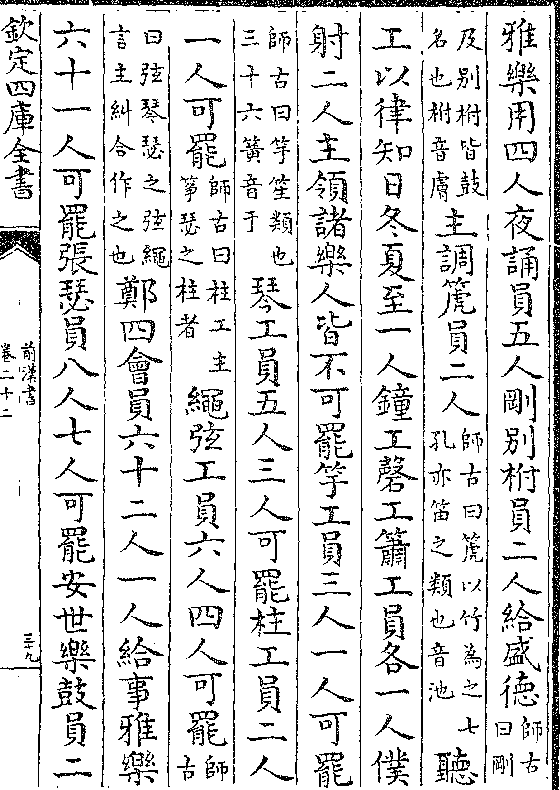 雅樂用四人夜誦員五人剛别柎員二人給盛德師古曰剛
及别柎皆鼓名也柎音膚主調箎員二人師古曰箎以竹為之七孔亦笛之類也音池聽
工以律知日冬夏至一人鐘工磬工簫工員各一人僕
射二人主領諸樂人皆不可罷竽工員三人一人可罷
師古曰竽笙類也三十六簧音于琴工員五人三人可罷柱工員二人
一人可罷師古曰柱工主箏瑟之柱者繩弦工員六人四人可罷師古
曰弦琴瑟之弦繩言主糾合作之也鄭四會員六十二人一人給事雅樂
六十一人可罷張瑟員八人七人可罷安世樂鼓員二
欽定四庫全書
前漢書
卷二十二
三九